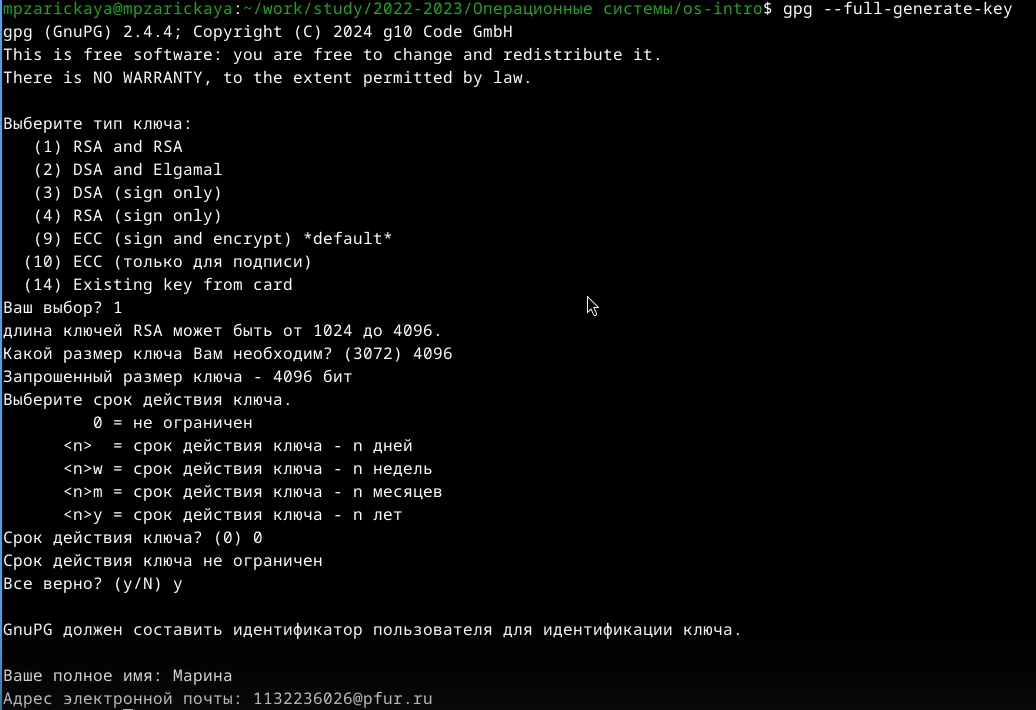 mpzarickaya@mpzarickaya:~/work/study/2022-2023/Операционные системы/os-intro$ gpg --full-generate-key
gpg (GnuPG) 2.4.4; Copyright (C) 2024 g10 Code GmbH
This is free software: you are free to change and redistribute it.
There is NO WARRANTY, to the extent permitted by law.

Выберите тип ключа:
   (1) RSA and RSA
   (2) DSA and Elgamal
   (3) DSA (sign only)
   (4) RSA (sign only)
   (9) ECC (sign and encrypt) *default*
  (10) ECC (только для подписи)
  (14) Existing key from card
Ваш выбор? 1
длина ключей RSA может быть от 1024 до 4096.
Какой размер ключа Вам необходим? (3072) 4096
Запрошенный размер ключа - 4096 бит
Выберите срок действия ключа.
         0 = не ограничен
      <n>  = срок действия ключа - n дней
      <n>w = срок действия ключа - n недель
      <n>m = срок действия ключа - n месяцев
      <n>y = срок действия ключа - n лет
Срок действия ключа? (0) 0
Срок действия ключа не ограничен
Все верно? (y/N) y

GnuPG должен составить идентификатор пользователя для идентификации ключа.

Ваше полное имя: Марина
Адрес электронной почты: 1132236026@pfur.ru